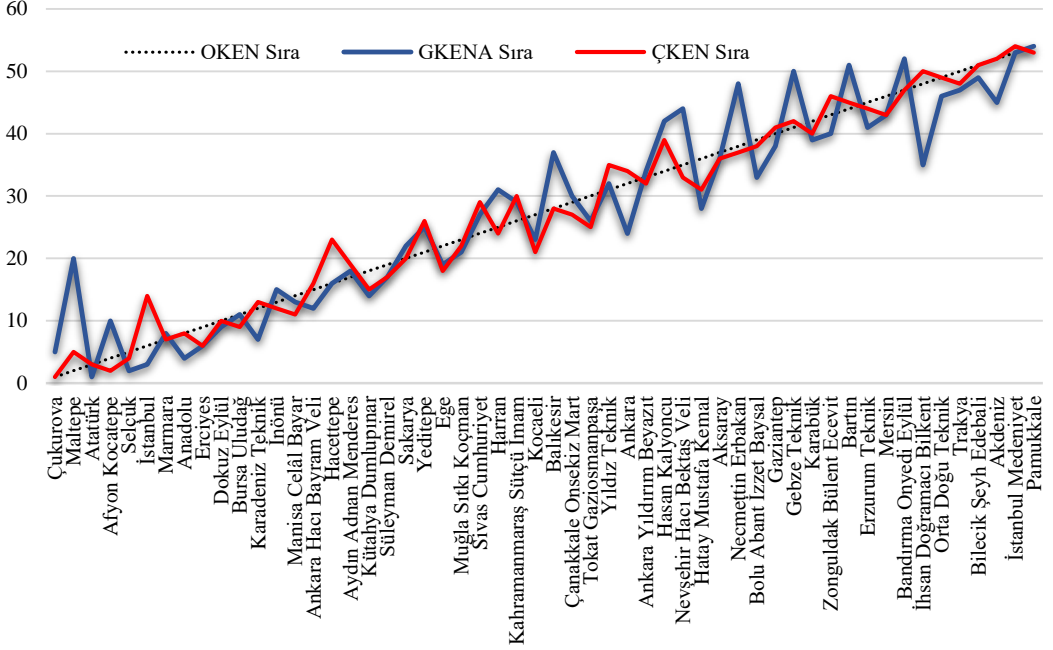 60
50
40
30
20
10
0
OKEN Sıra
GKENA Sıra
ÇKEN Sıra
Çukurova
Maltepe
Atatürk
Afyon Kocatepe
Selçuk
İstanbul
Marmara
Anadolu
Erciyes
Dokuz Eylül
Bursa Uludağ
Karadeniz Teknik
İnönü
Manisa Celâl Bayar
Ankara Hacı Bayram Veli
Hacettepe
Aydın Adnan Menderes
Kütahya Dumlupınar
Süleyman Demirel
Sakarya
Yeditepe
Ege
Muğla Sıtkı Koçman
Sivas Cumhuriyet
Harran
Kahramanmaraş Sütçü İmam
Kocaeli
Balıkesir
Çanakkale Onsekiz Mart
Tokat Gaziosmanpaşa
Yıldız Teknik
Ankara
Ankara Yıldırım Beyazıt
Hasan Kalyoncu
Nevşehir Hacı Bektaş Veli
Hatay Mustafa Kemal
Aksaray
Necmettin Erbakan
Bolu Abant İzzet Baysal
Gaziantep
Gebze Teknik
Karabük
Zonguldak Bülent Ecevit
Bartın
Erzurum Teknik
Mersin
Bandırma Onyedi Eylül
İhsan Doğramacı Bilkent
Orta Doğu Teknik
Trakya
Bilecik Şeyh Edebali
Akdeniz
İstanbul Medeniyet
Pamukkale